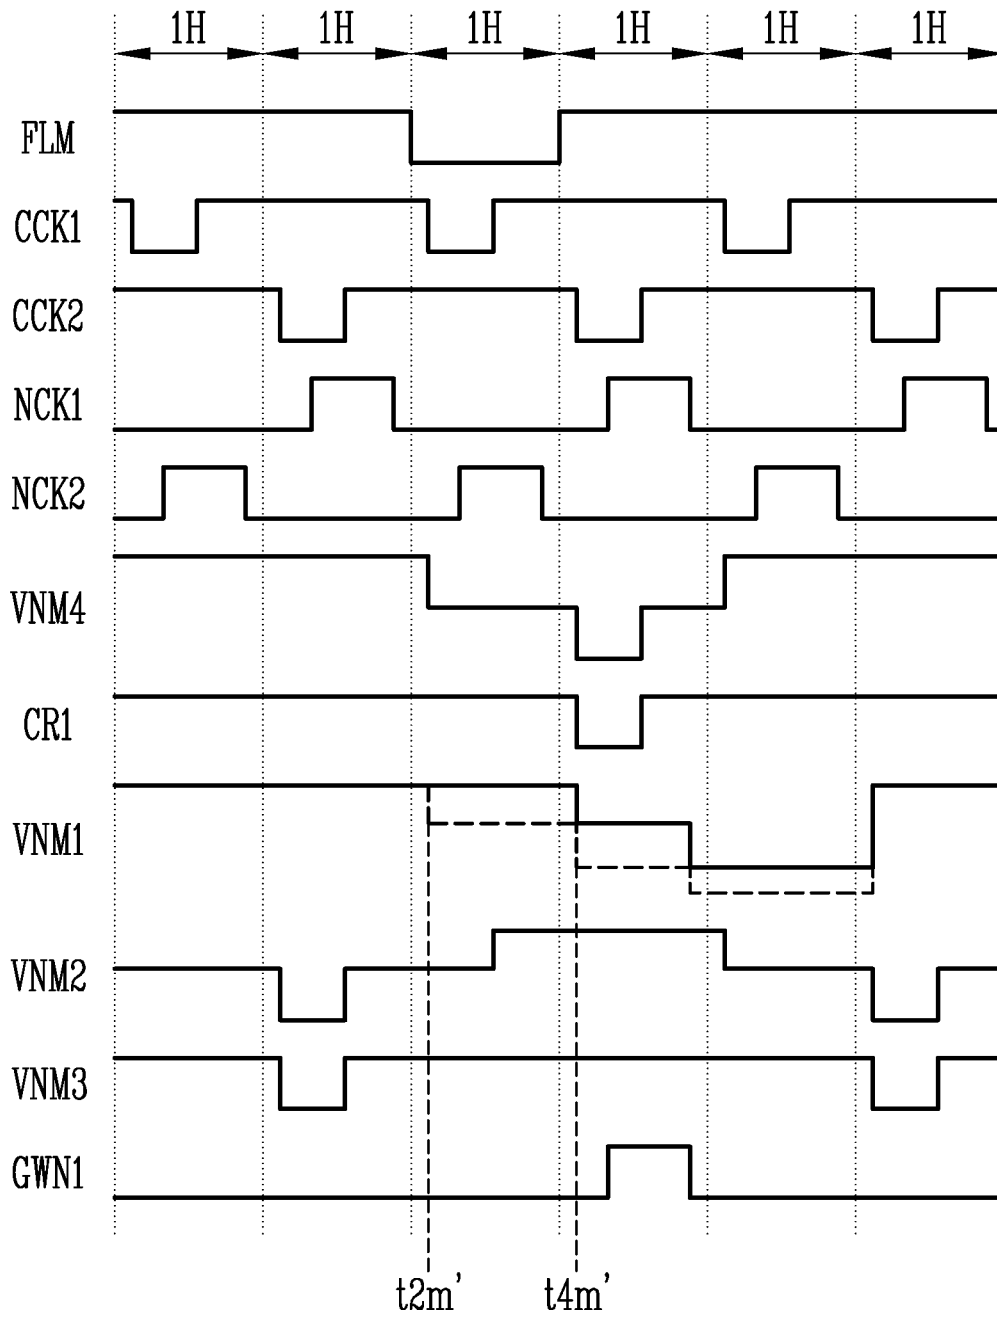 1H 1H 1H 1H 1H 1H
FLM
CCK1
CCK2
NCK1
NCK2
VNM4
CR1
VNM1
VNM2
VNM3
GWN1
t2m' t4m'